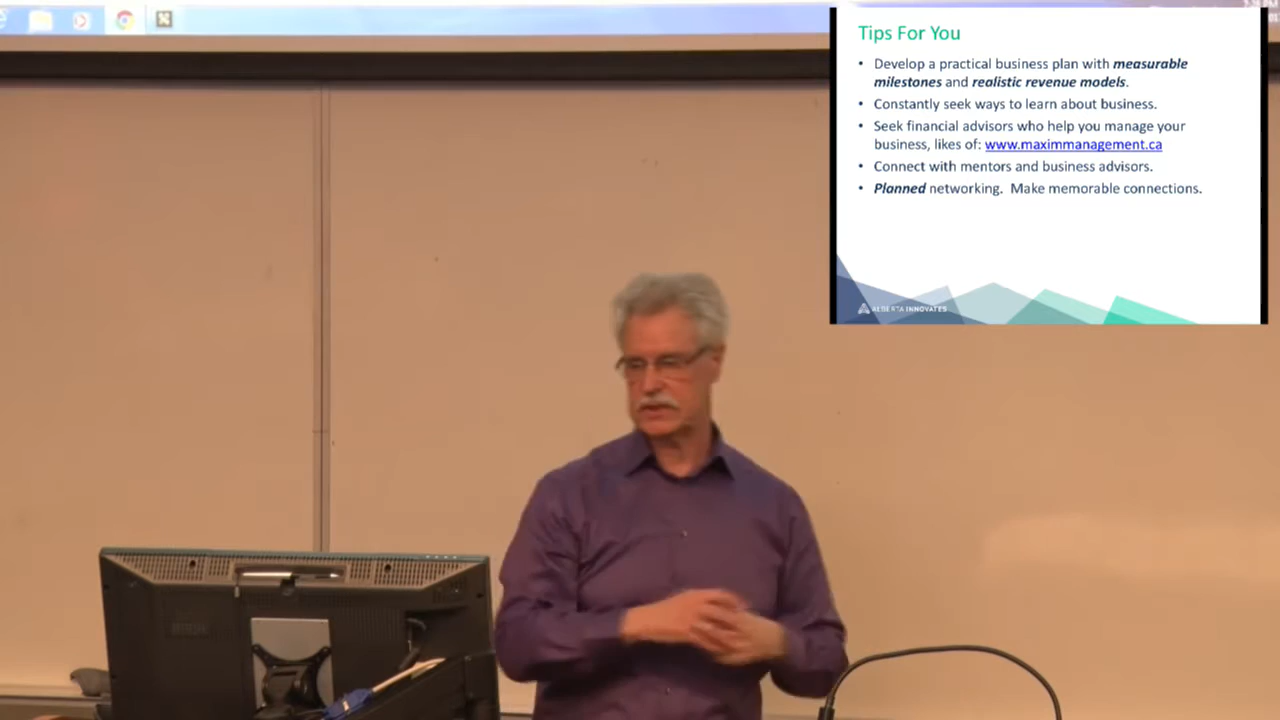 Tips For You
• Develop a practical business plan with measurable
milestones and realistic revenue models.
• Constantly seek ways to learn about business.
• Seek financial advisors who help you manage your
business, likes of: www.maximmanagement.ca
• Connect with mentors and business advisors.
• Planned networking. Make memorable connections.
ALBERTA INNOVATES